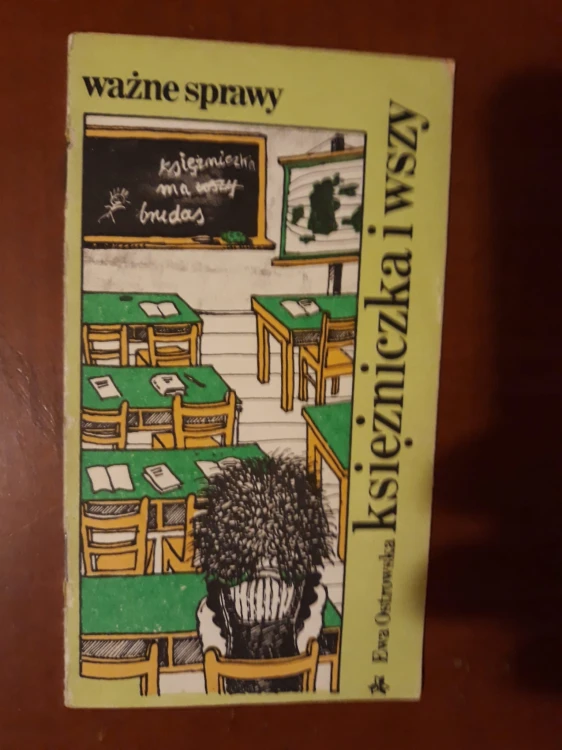 ważne sprawy
księżniczka
ma wszy
brudas
Ewa Ostrowska
księżniczka i wszy